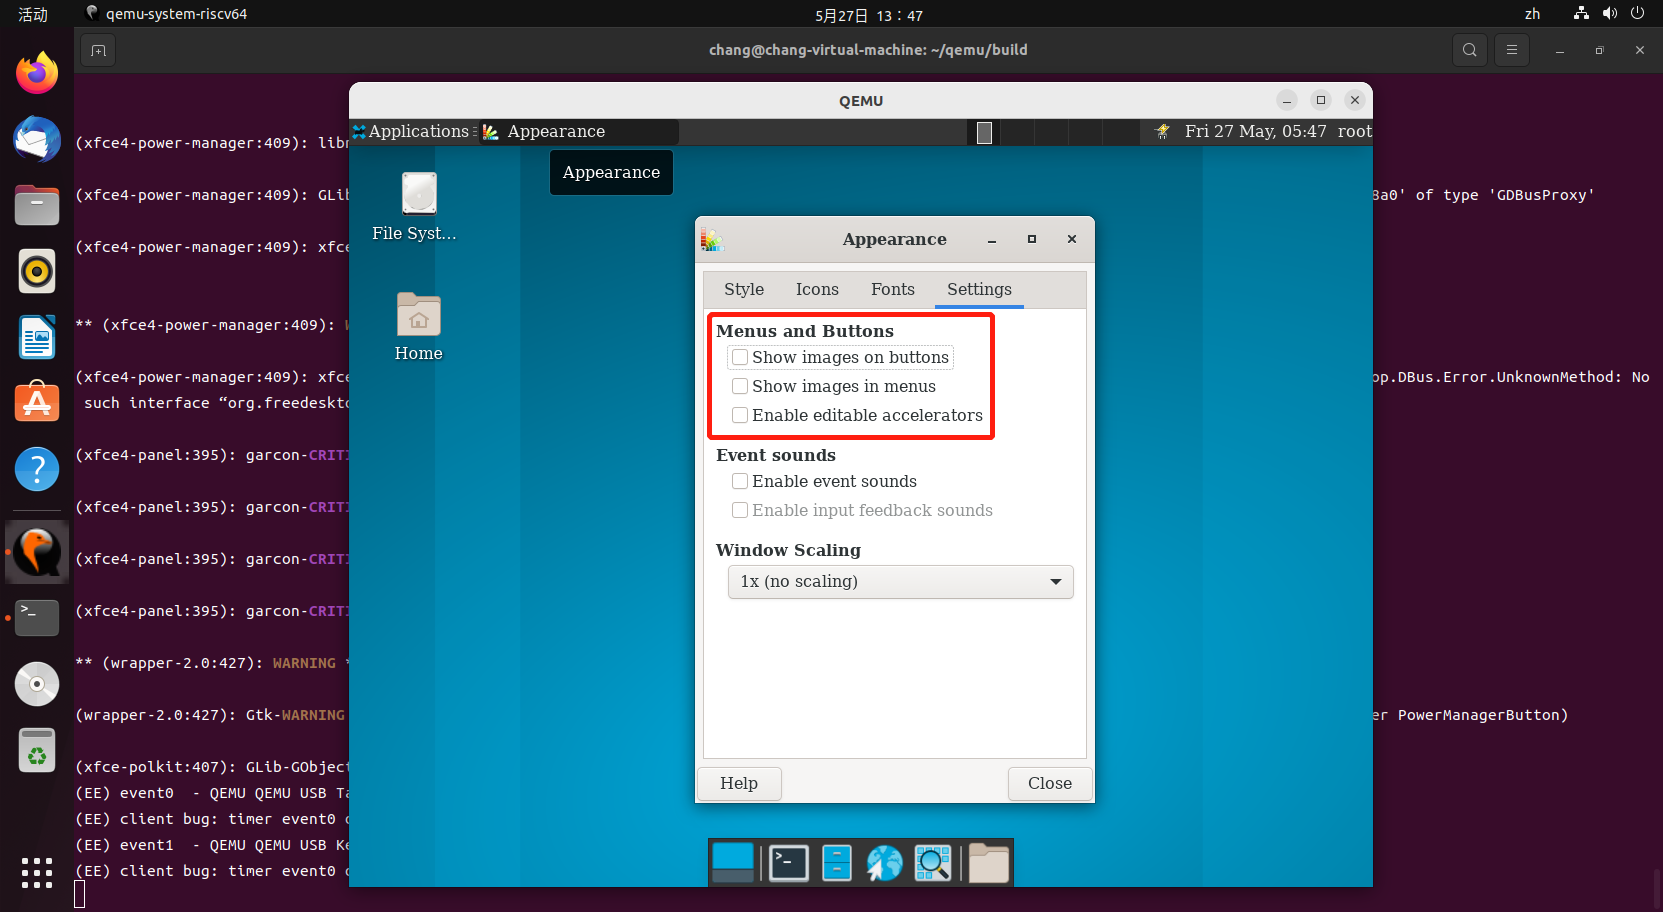 活动
qemu-system-riscv64
5月27日 13：47
zh
chang@chang-virtual-machine: ~/qemu/build
QEMU
Applications
Appearance
Fri 27 May, 05:47 root
Appearance
File Syst...
Home
(xfce4-power-manager:409):
(xfce4-power-manager:409): GLib
8a0' of type 'GDBusProxy'
(xfce4-power-manager:409): xfce
** (xfce4-power-manager:409):
(xfce4-power-manager:409): xfce
op.DBus.Error.UnknownMethod: No
such interface “org.freedeskto
(xfce4-panel:395): garcon-CRITI
(xfce4-panel:395): garcon-CRITI
(xfce4-panel:395): garcon-CRITI
(xfce4-panel:395): garcon-CRITI
** (wrapper-2.0:427): WARNING *
(wrapper-2.0:427): Gtk-WARNING
er PowerManagerButton)
(xfce-polkit:407): GLib-GObject
(EE) event0 - QEMU QEMU USB Ta
(EE) client bug: timer event0
(EE) event1 - QEMU QEMU USB Ke
(EE) client bug: timer event0
Appearance
Style
Icons
Fonts
Settings
Menus and Buttons
Show images on buttons
Show images in menus
Enable editable accelerators
Event sounds
Enable event sounds
Enable input feedback sounds
Window Scaling
1x (no scaling)
Help
Close